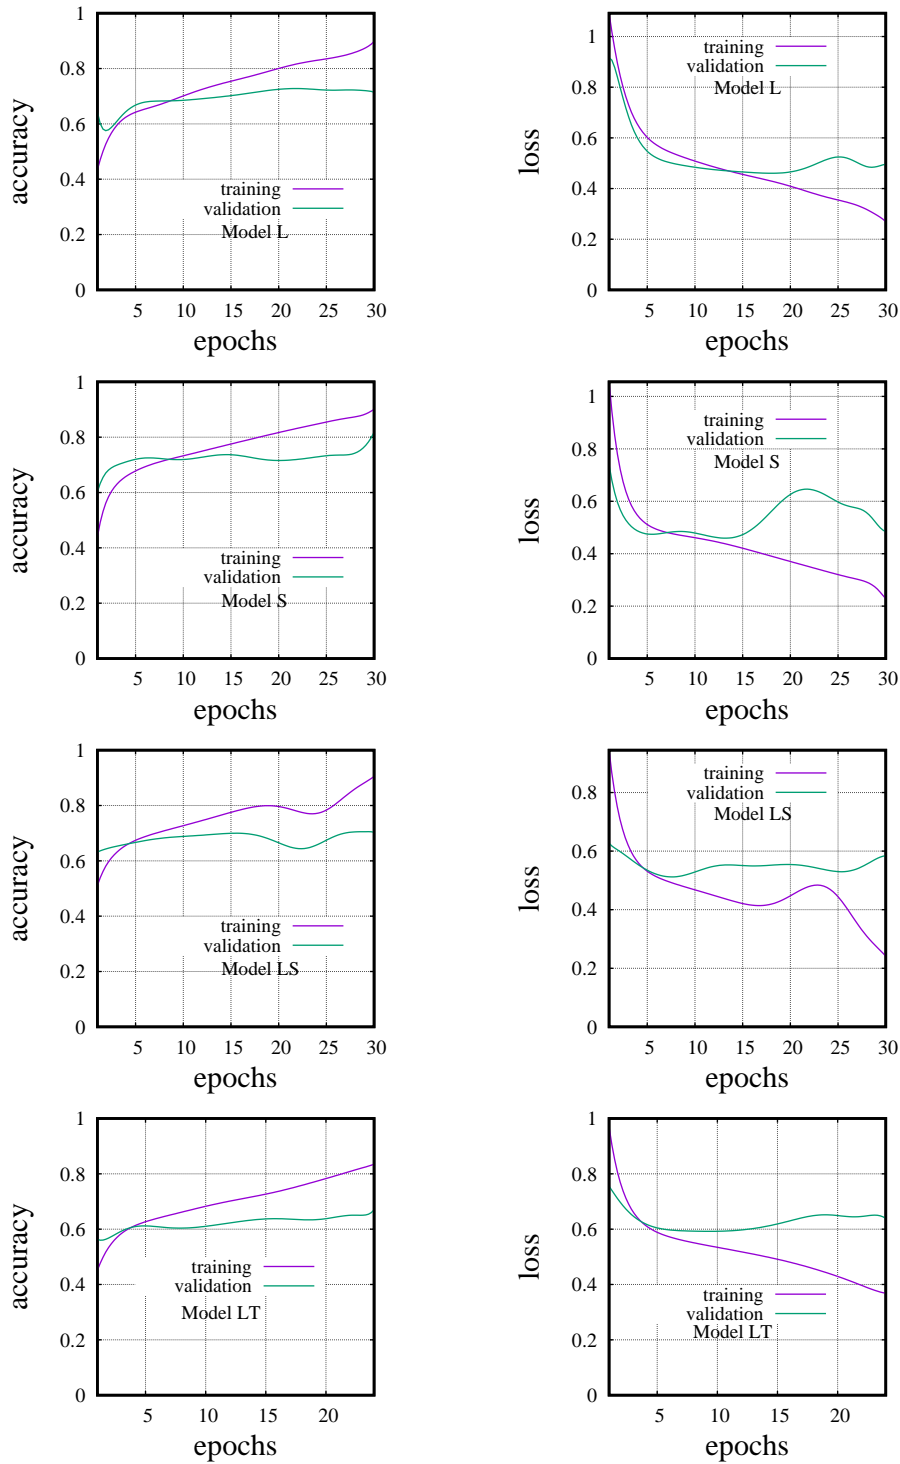 1
0.8
0.6
0.4
0.2
0
accuracy
training
validation
Model L
5 10 15 20 25 30
epochs
1
0.8
0.6
0.4
0.2
0
loss
training
validation
Model L
5 10 15 20 25 30
epochs
1
0.8
0.6
0.4
0.2
0
accuracy
training
validation
Model S
5 10 15 20 25 30
epochs
1
0.8
0.6
0.4
0.2
0
loss
training
validation
Model S
5 10 15 20 25 30
epochs
1
0.8
0.6
0.4
0.2
0
accuracy
training
validation
Model LS
5 10 15 20 25 30
epochs
0.8
0.6
0.4
0.2
0
loss
training
validation
Model LS
5 10 15 20 25 30
epochs
1
0.8
0.6
0.4
0.2
0
accuracy
training
validation
Model LT
5 10 15 20
epochs
1
0.8
0.6
0.4
0.2
0
loss
training
validation
Model LT
5 10 15 20
epochs